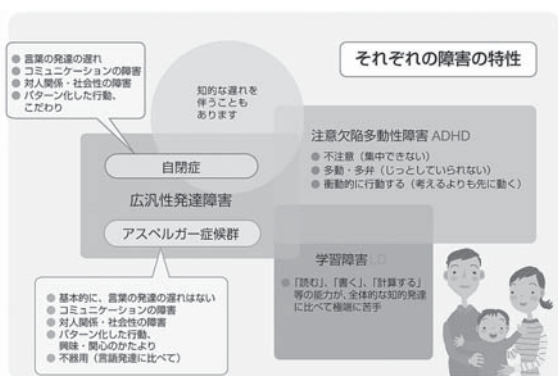 それぞれの障害の特性
● 言葉の発達の遅れ
● コミュニケーションの障害
● 対人関係・社会性の障害
● パターン化した行動、
こだわり
知的な遅れを
伴うことも
あります
自閉症
広汎性発達障害
アスペルガー症候群
● 基本的に、言葉の発達の遅れはない
● コミュニケーションの障害
● 対人関係・社会性の障害
● パターン化した行動、
興味・関心のかたより
● 不器用(言語発達に比べて)
注意欠陥多動性障害 ADHD
● 不注意(集中できない)
● 多動・多弁(じっとしていられない)
● 衝動的に行動する(考えるよりも先に動く)
学習障害 LD
● 「読む」、「書く」、「計算する」
等の能力が、全体的な知的発達
に比べて極端に苦手